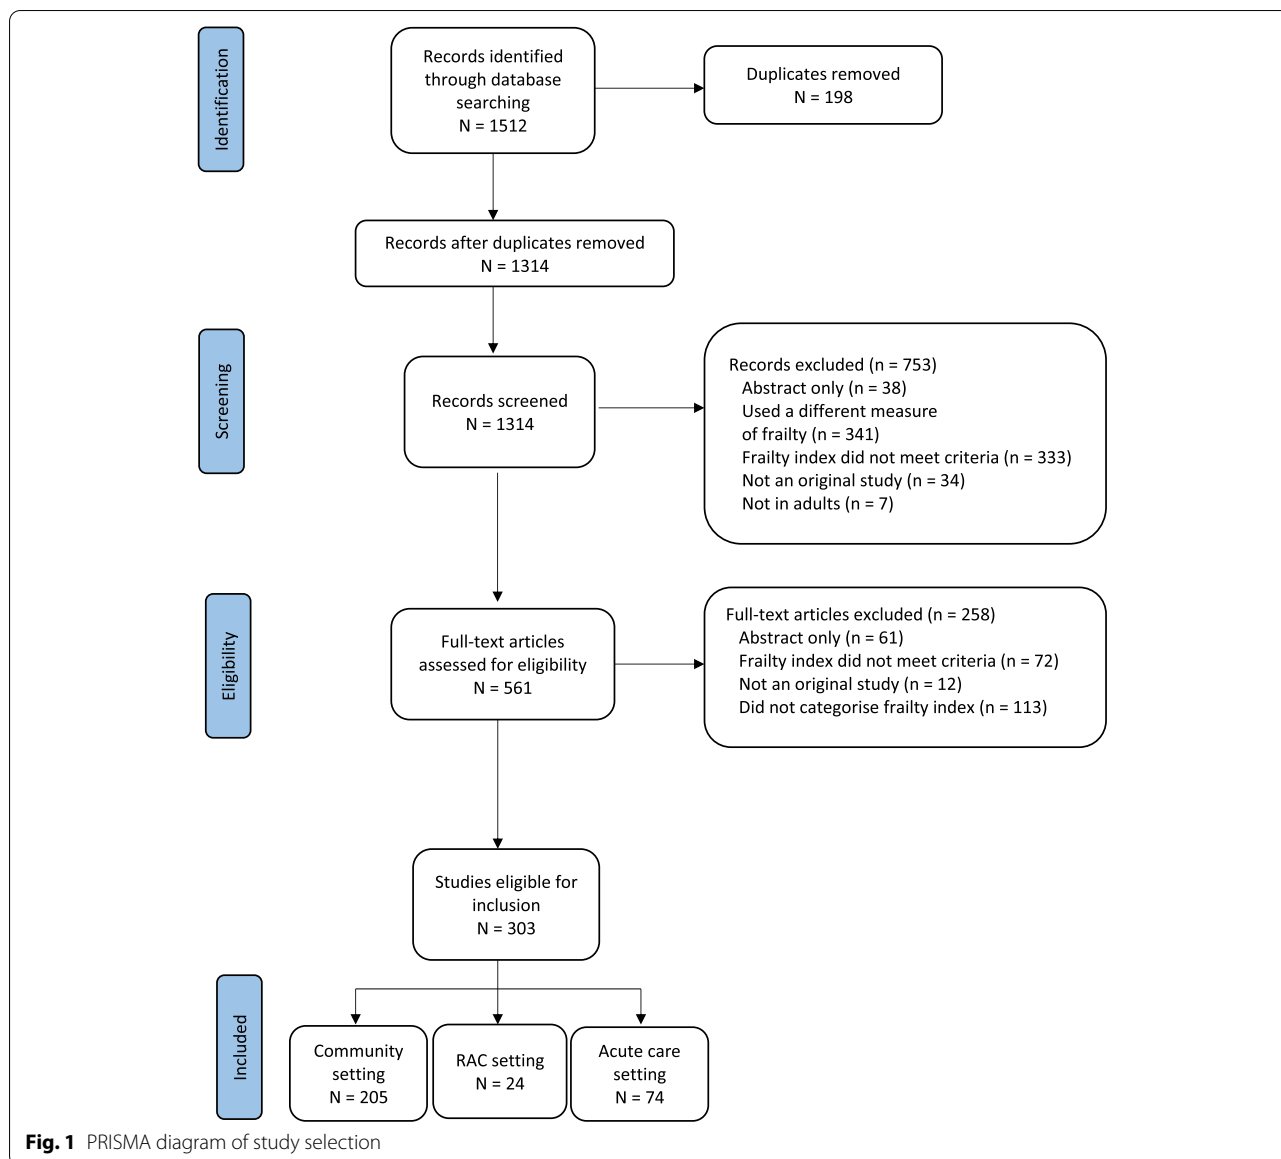 Identification
Records identified
through database
searching
N = 1512
Duplicates removed
N = 198
Records after duplicates removed
N = 1314
Screening
Records screened
N = 1314
Records excluded (n = 753)
Abstract only (n = 38)
Used a different measure
of frailty (n = 341)
Frailty index did not meet criteria (n = 333)
Not an original study (n = 34)
Not in adults (n = 7)
Eligibility
Full-text articles
assessed for eligibility
N = 561
Full-text articles excluded (n = 258)
Abstract only (n = 61)
Frailty index did not meet criteria (n = 72)
Not an original study (n = 12)
Did not categorise frailty index (n = 113)
Studies eligible for
inclusion
N = 303
Included
Community
setting
N = 205
RAC setting
N = 24
Acute care
setting
N = 74
Fig. 1 PRISMA diagram of study selection